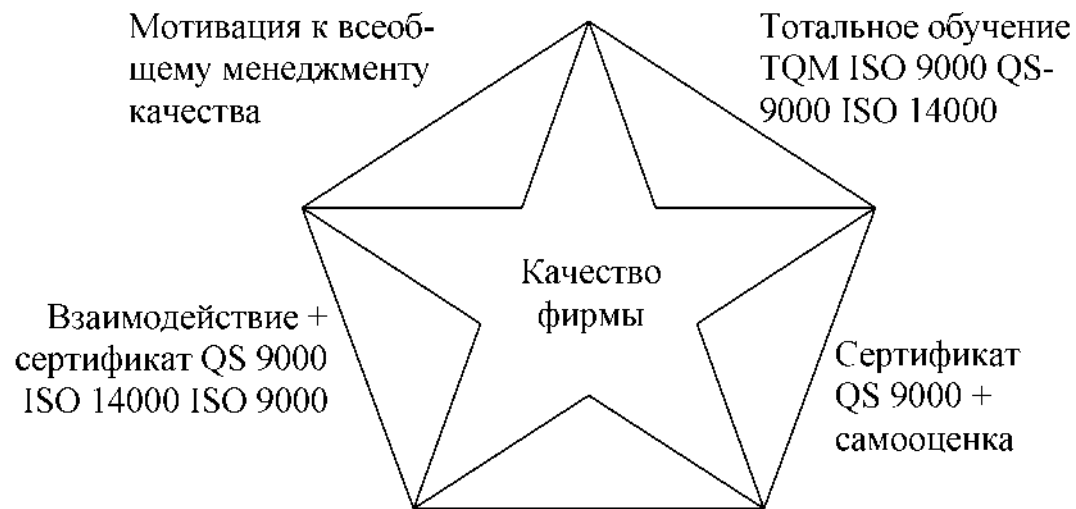 Мотивация к всеоб-
щему менеджменту
качества
Тотальное обучение
TQM ISO 9000 QS-
9000 ISO 14000
Качество
фирмы
Взаимодействие +
сертификат QS 9000
ISO 14000 ISO 9000
Сертификат
QS 9000 +
самооценка